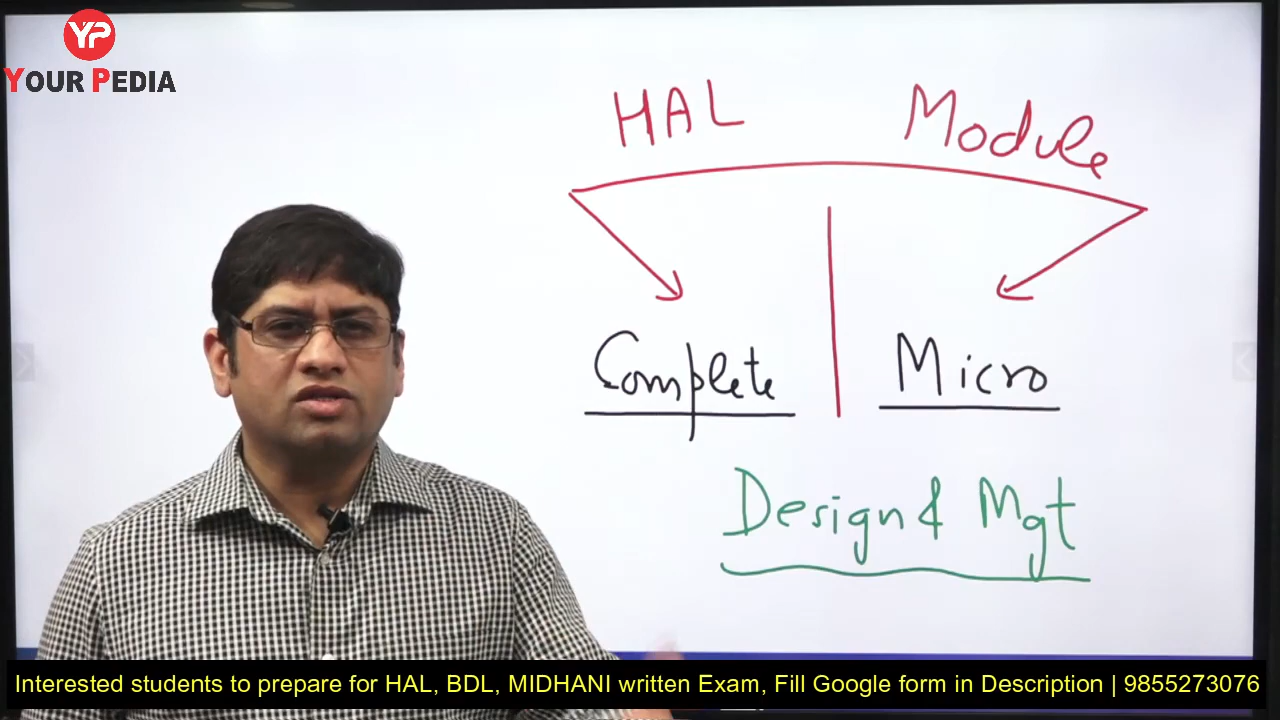 YP
YOUR PEDIA
HAL Module
Complete Micro
Design & Mgt
Interested students to prepare for HAL, BDL, MIDHANI written Exam, Fill Google form in Description | 9855273076